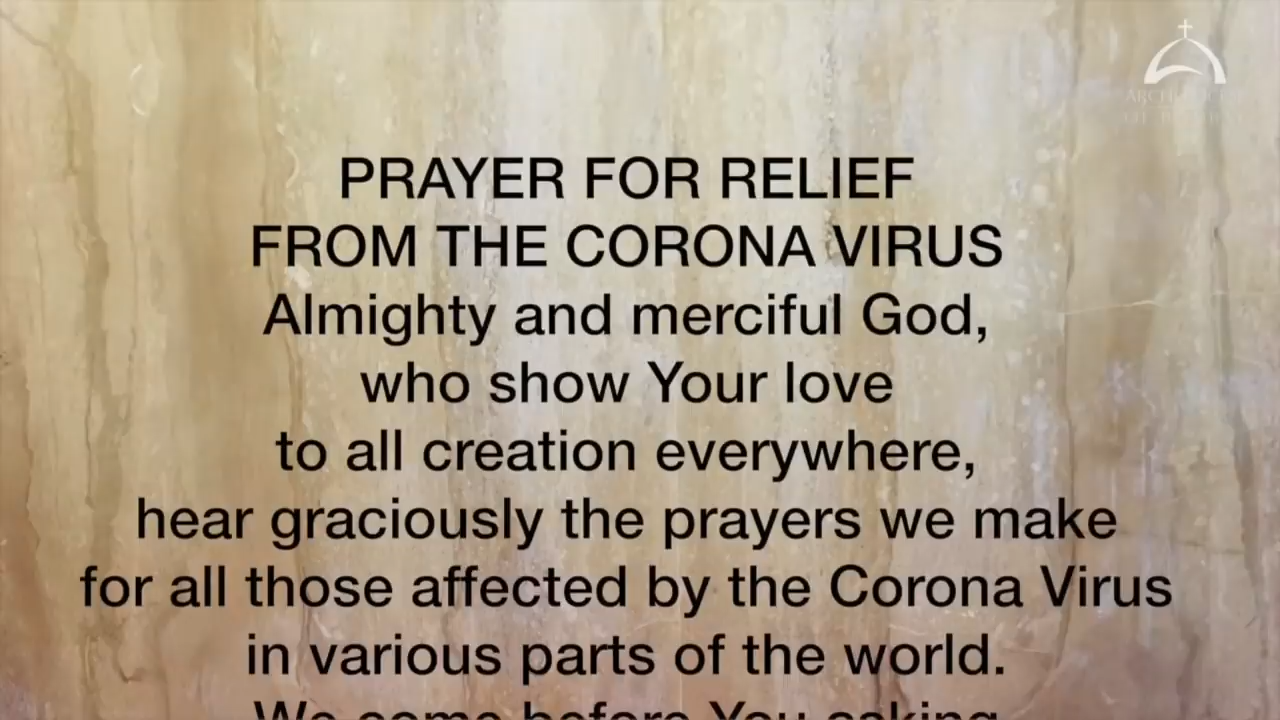 PRAYER FOR RELIEF
FROM THE CORONA VIRUS
Almighty and merciful God,
who show Your love
to all creation everywhere,
hear graciously the prayers we make
for all those affected by the Corona Virus
in various parts of the world.
We come before You asking